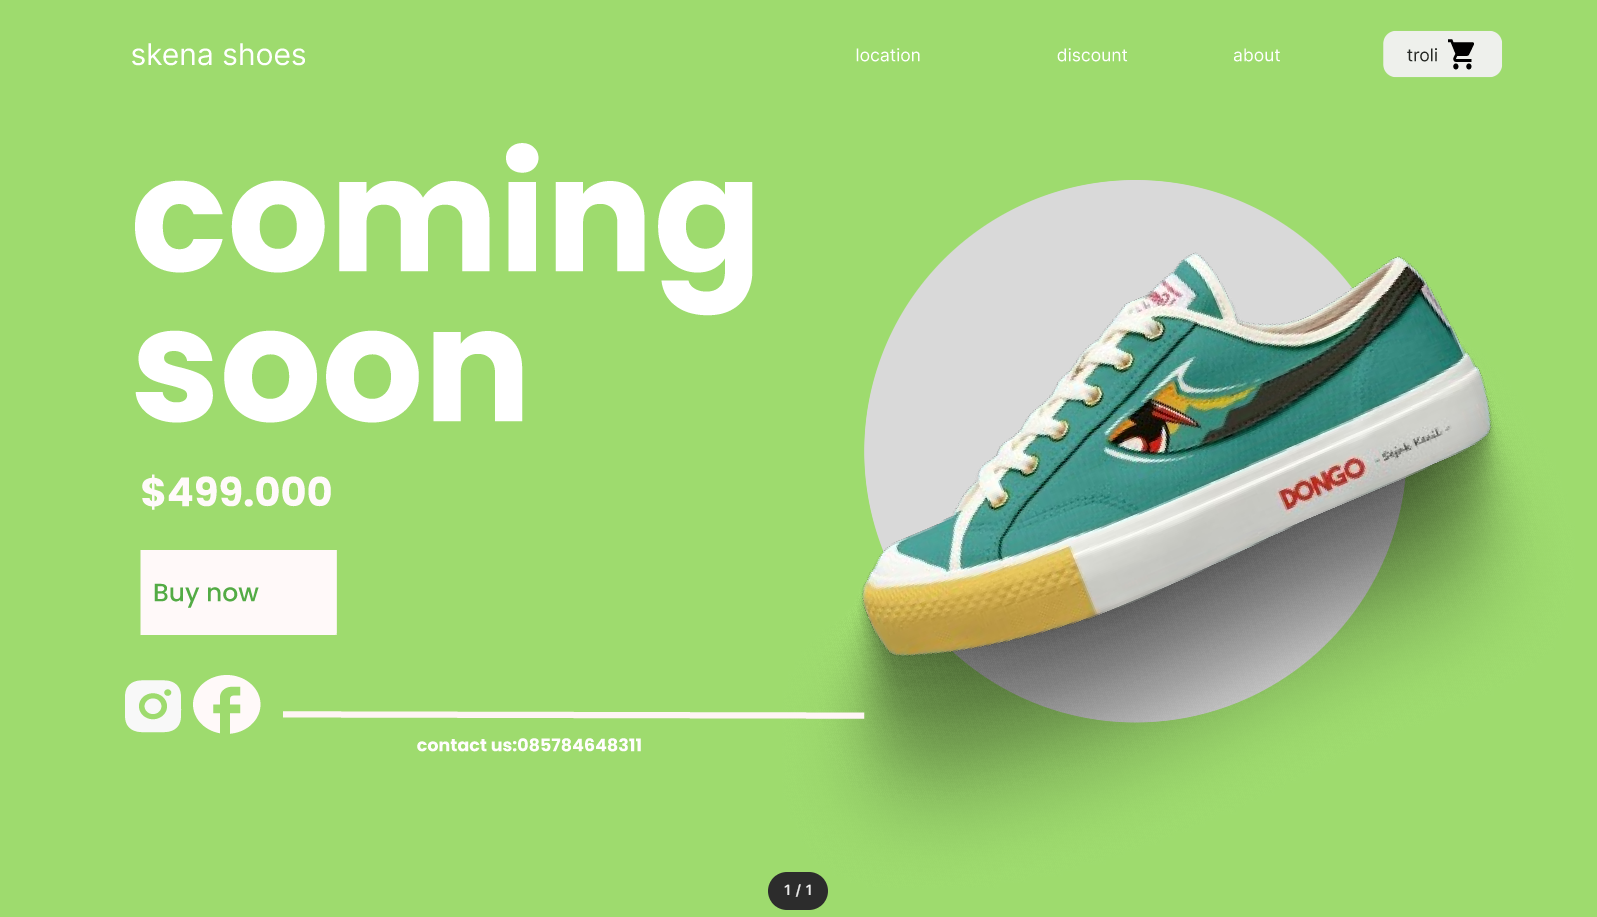 skena shoes
location
discount
about
troli
coming
soon
$499.000
Buy now
contact us:085784648311
DONGO
- Sejak Kecil -
1 / 1